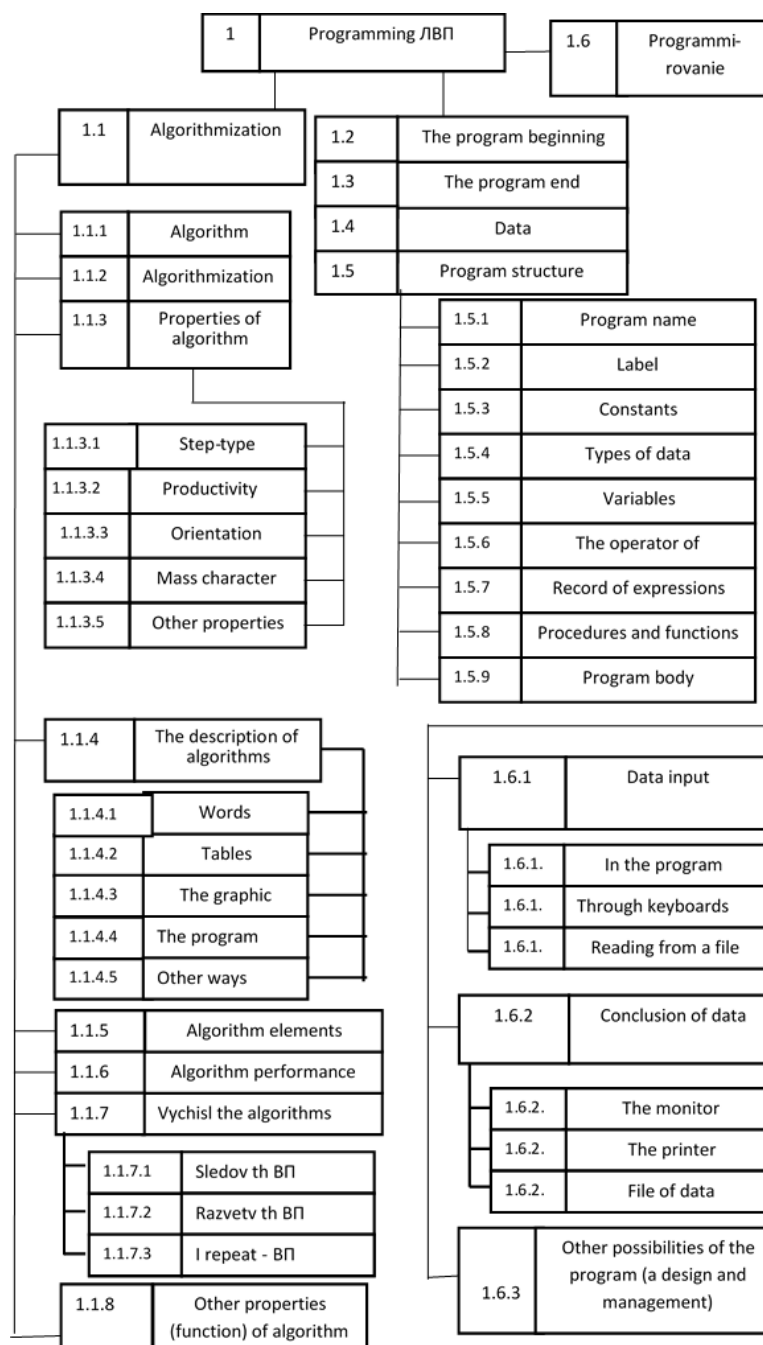 1 Programming ЛВП
1.6 Programmi-
rovanie
1.1 Algorithmization
1.2 The program beginning
1.3 The program end
1.4 Data
1.5 Program structure
1.1.1 Algorithm
1.1.2 Algorithmization
1.1.3 Properties of
algorithm
1.5.1 Program name
1.5.2 Label
1.5.3 Constants
1.5.4 Types of data
1.5.5 Variables
1.5.6 The operator of
1.5.7 Record of expressions
1.5.8 Procedures and functions
1.5.9 Program body
1.1.3.1 Step-type
1.1.3.2 Productivity
1.1.3.3 Orientation
1.1.3.4 Mass character
1.1.3.5 Other properties
1.1.4 The description of
algorithms
1.1.4.1 Words
1.1.4.2 Tables
1.1.4.3 The graphic
1.1.4.4 The program
1.1.4.5 Other ways
1.1.5 Algorithm elements
1.1.6 Algorithm performance
1.1.7 Vychisl the algorithms
1.1.7.1 Sledov th ВП
1.1.7.2 Razvetv th ВП
1.1.7.3 I repeat - ВП
1.1.8 Other properties
(function) of algorithm
1.6.1 Data input
1.6.1. In the program
1.6.1. Through keyboards
1.6.1. Reading from a file
1.6.2 Conclusion of data
1.6.2. The monitor
1.6.2. The printer
1.6.2. File of data
1.6.3 Other possibilities of the
program (a design and
management)